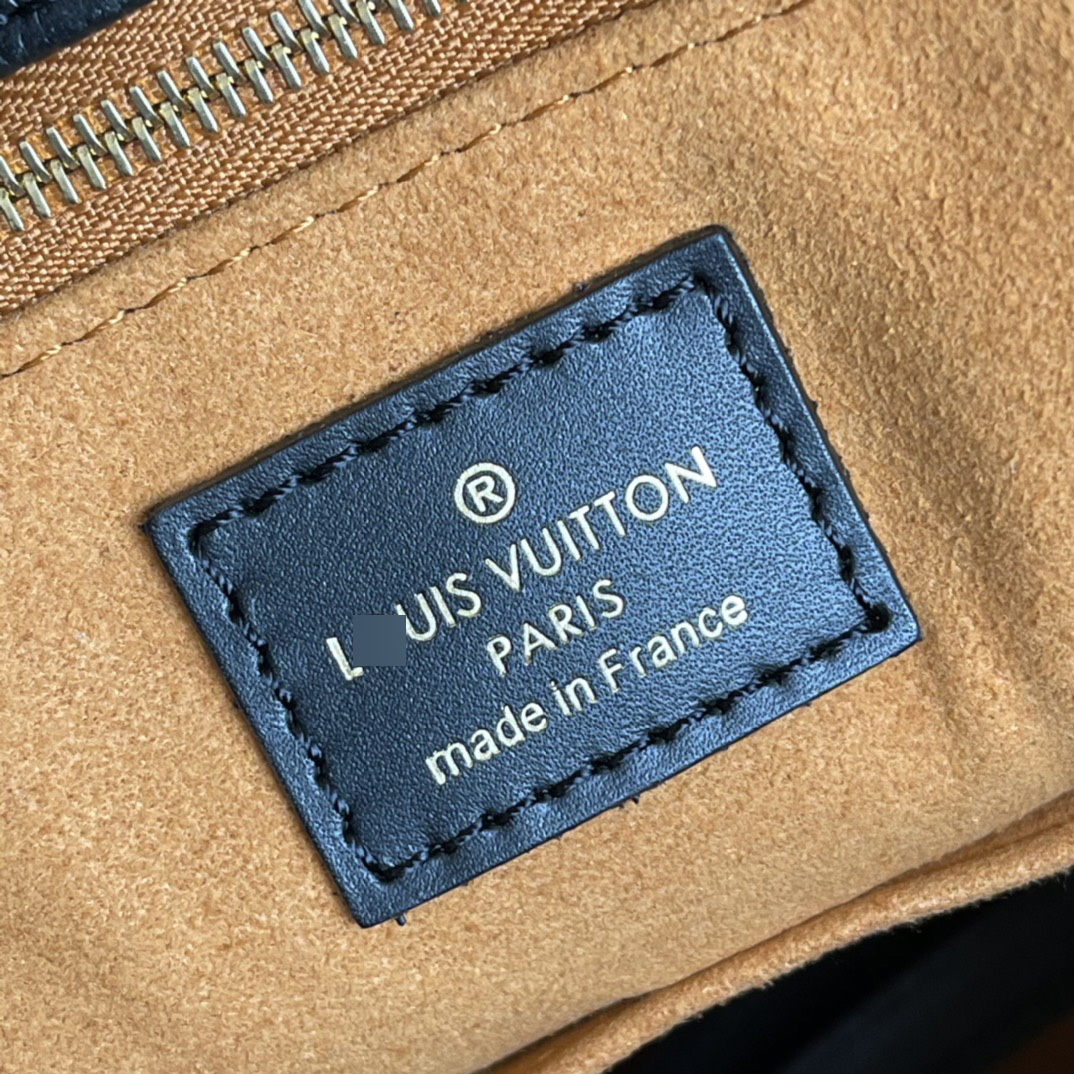 ®
L UIS VUITTON
PARIS
made in France